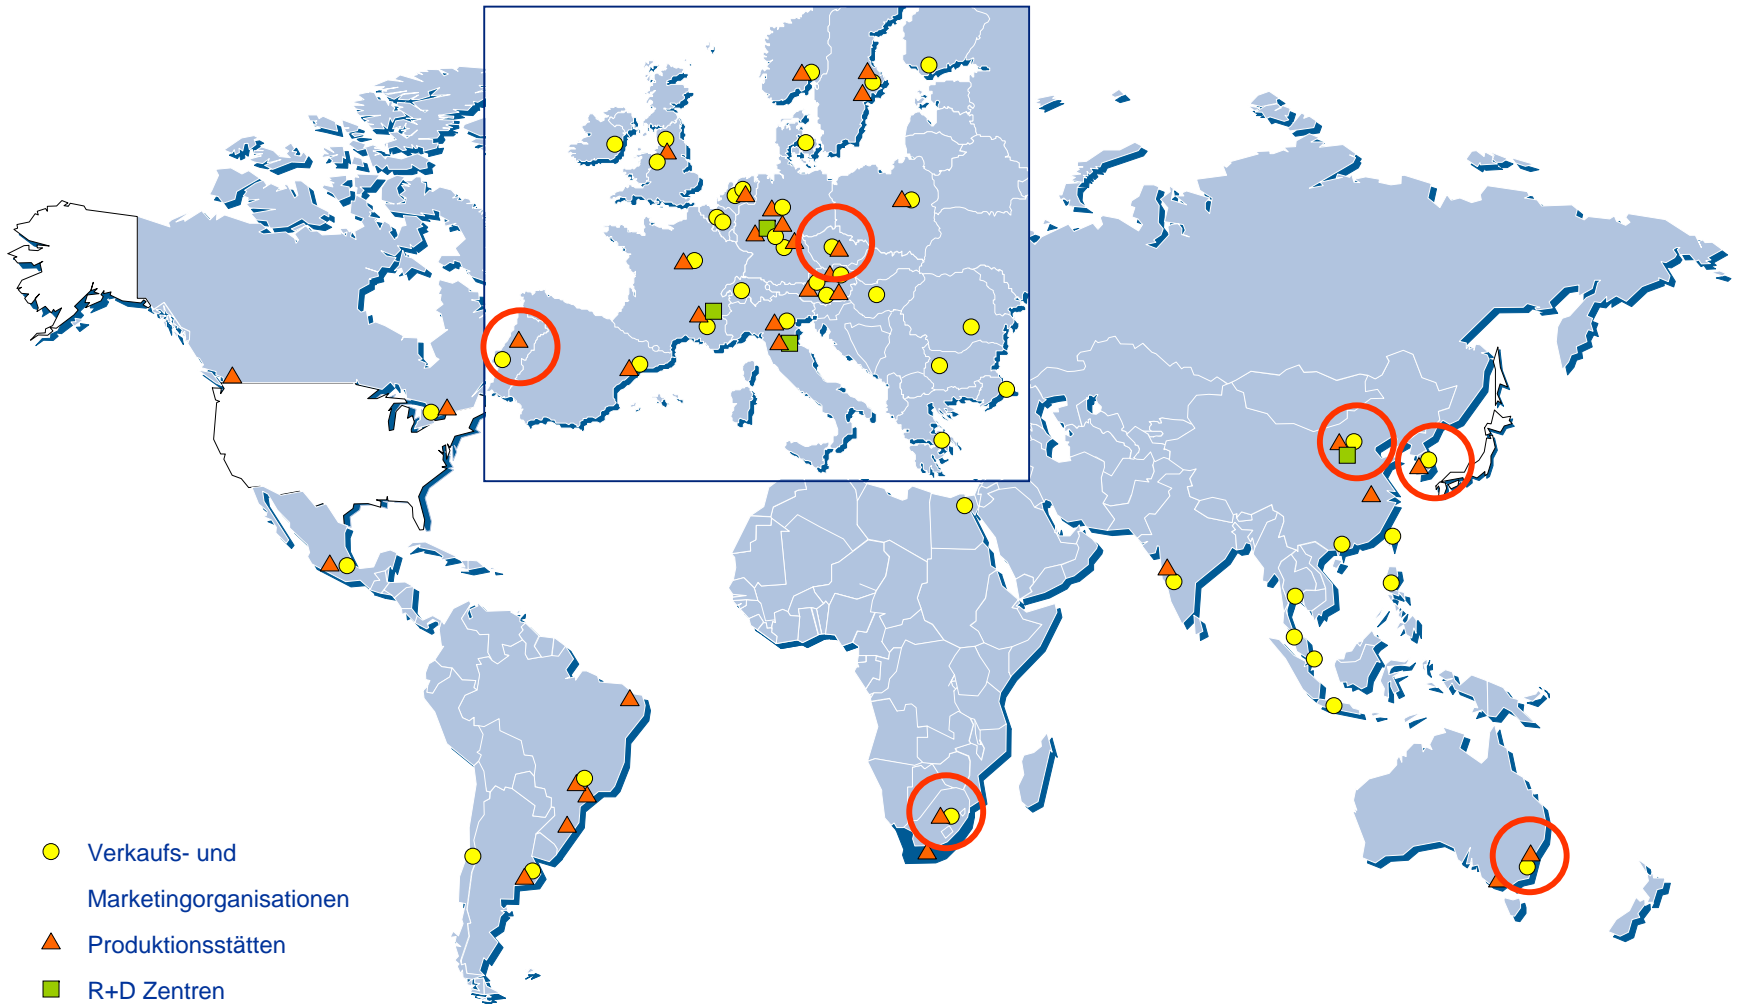 Verkaufs- und
Marketingorganisationen
Produktionsstätten
R+D Zentren